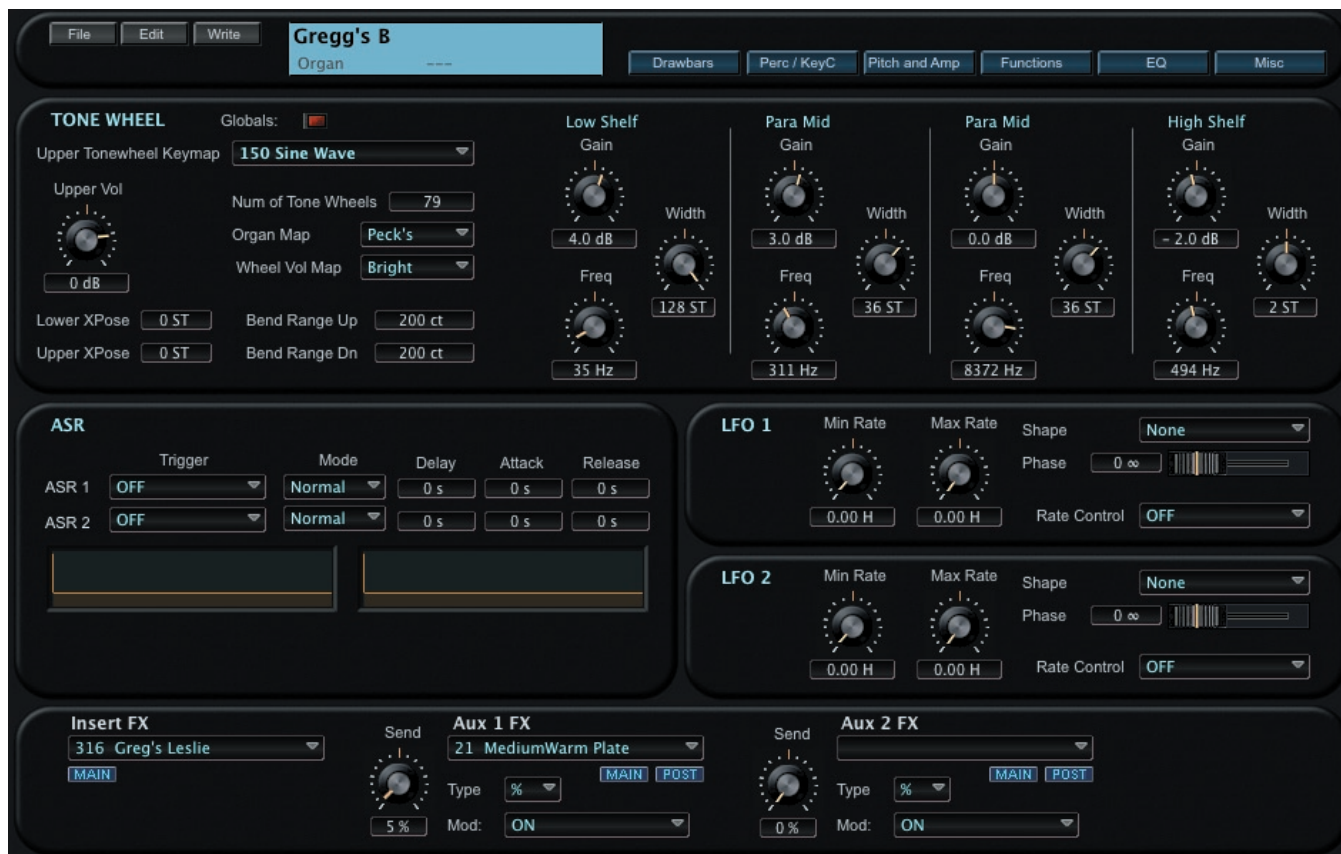 File Edit Write
Gregg's B
Organ ---
Drawbars Perc / KeyC Pitch and Amp Functions EQ Misc
TONE WHEEL Globals:
Upper Tonewheel Keymap 150 Sine Wave
Upper Vol
0 dB
Num of Tone Wheels 79
Organ Map Peck's
Wheel Vol Map Bright
Lower XPose 0 ST Bend Range Up 200 ct
Upper XPose 0 ST Bend Range Dn 200 ct
Low Shelf
Gain
4.0 dB
Width
128 ST
Freq
35 Hz
Para Mid
Gain
3.0 dB
Width
36 ST
Freq
311 Hz
Para Mid
Gain
0.0 dB
Width
36 ST
Freq
8372 Hz
High Shelf
Gain
- 2.0 dB
Width
2 ST
Freq
494 Hz
ASR
Trigger Mode Delay Attack Release
ASR 1 OFF Normal 0 s 0 s 0 s
ASR 2 OFF Normal 0 s 0 s 0 s
LFO 1 Min Rate Max Rate Shape None
Phase 0 ∞
0.00 H 0.00 H Rate Control OFF
LFO 2 Min Rate Max Rate Shape None
Phase 0 ∞
0.00 H 0.00 H Rate Control OFF
Insert FX
316 Greg's Leslie
MAIN
Send
5 %
Aux 1 FX
21 MediumWarm Plate
MAIN POST
Type %
Mod: ON
Send
0 %
Aux 2 FX
MAIN POST
Type %
Mod: ON